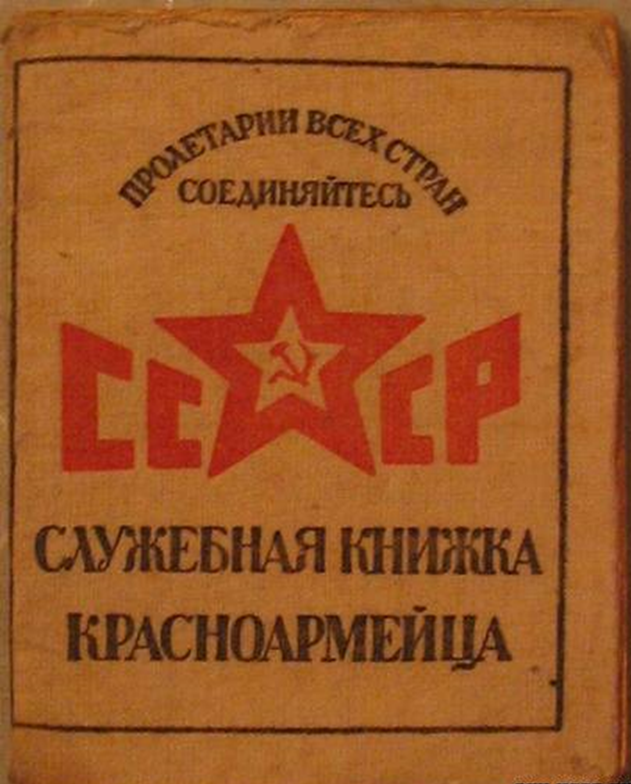 ПРОЛЕТАРИИ ВСЕХ СТРАН
СОЕДИНЯЙТЕСЬ
СССР
СЛУЖЕБНАЯ КНИЖКА
КРАСНОАРМЕЙЦА